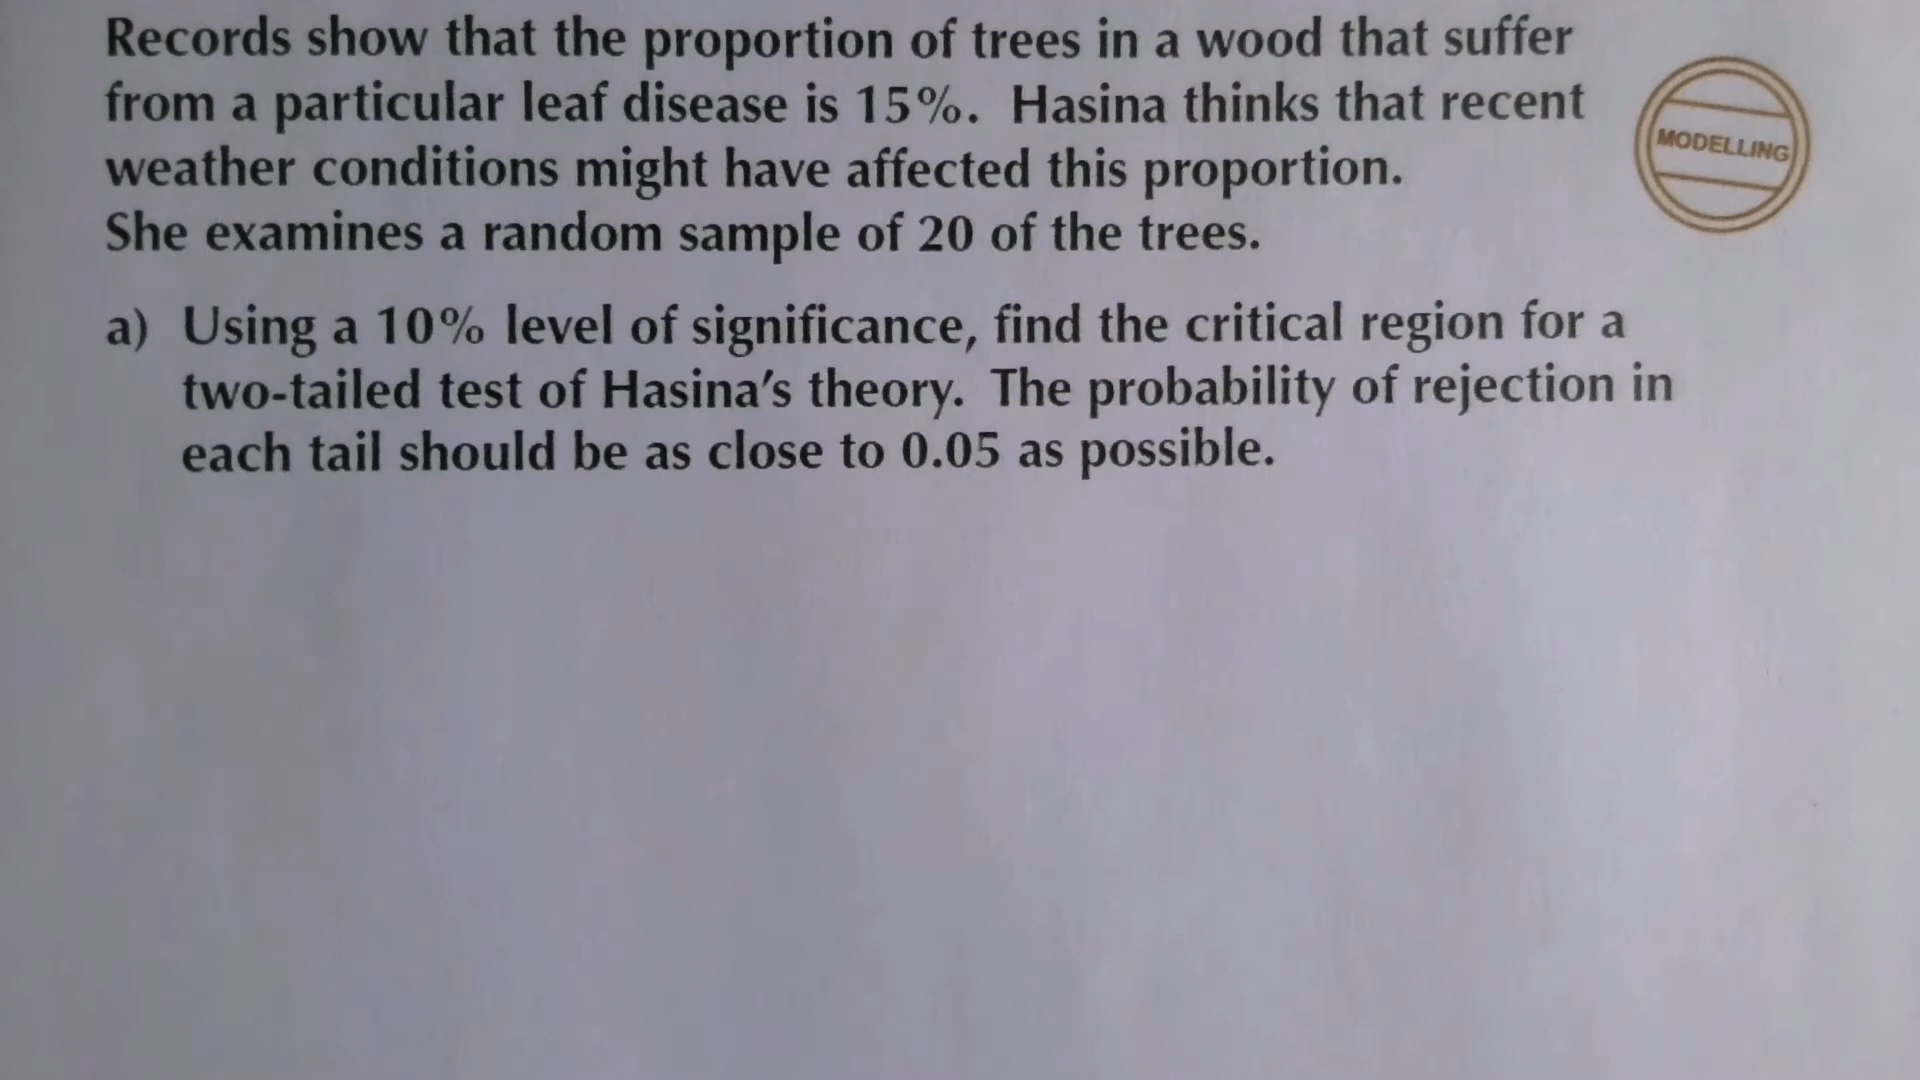 Records show that the proportion of trees in a wood that suffer
from a particular leaf disease is 15%. Hasina thinks that recent
weather conditions might have affected this proportion.
She examines a random sample of 20 of the trees.
MODELLING
a) Using a 10% level of significance, find the critical region for a
two-tailed test of Hasina’s theory. The probability of rejection in
each tail should be as close to 0.05 as possible.